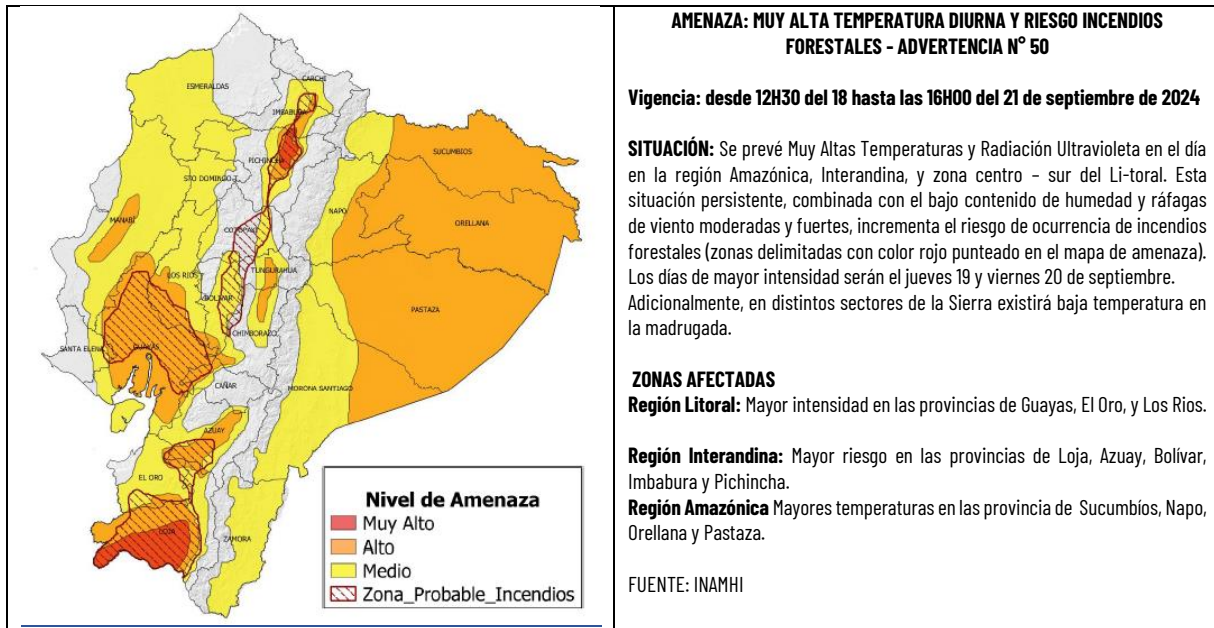 ESMERALDAS
CARCHI
IMBABURA
SUCUMBIOS
PICHINCHA
STO DOMINGO T.
NAPO
ORELLANA
MANABÍ
COTOPAXI
LOS RIOS
TUNGURAHUA
BOLIVAR
PASTAZA
CHIMBORAZO
SANTA ELENA
GUAYAS
CAÑAR
MORONA SANTIAGO
AZUAY
EL ORO
LOJA
ZAMORA
Nivel de Amenaza
Muy Alto
Alto
Medio
Zona_Probable_Incendios
AMENAZA: MUY ALTA TEMPERATURA DIURNA Y RIESGO INCENDIOS
FORESTALES - ADVERTENCIA N° 50
Vigencia: desde 12H30 del 18 hasta las 16H00 del 21 de septiembre de 2024
SITUACIÓN: Se prevé Muy Altas Temperaturas y Radiación Ultravioleta en el día
en la región Amazónica, Interandina, y zona centro – sur del Li-toral. Esta
situación persistente, combinada con el bajo contenido de humedad y ráfagas
de viento moderadas y fuertes, incrementa el riesgo de ocurrencia de incendios
forestales (zonas delimitadas con color rojo punteado en el mapa de amenaza).
Los días de mayor intensidad serán el jueves 19 y viernes 20 de septiembre.
Adicionalmente, en distintos sectores de la Sierra existirá baja temperatura en
la madrugada.
ZONAS AFECTADAS
Región Litoral: Mayor intensidad en las provincias de Guayas, El Oro, y Los Rios.
Región Interandina: Mayor riesgo en las provincias de Loja, Azuay, Bolívar,
Imbabura y Pichincha.
Región Amazónica Mayores temperaturas en las provincia de Sucumbíos, Napo,
Orellana y Pastaza.
FUENTE: INAMHI